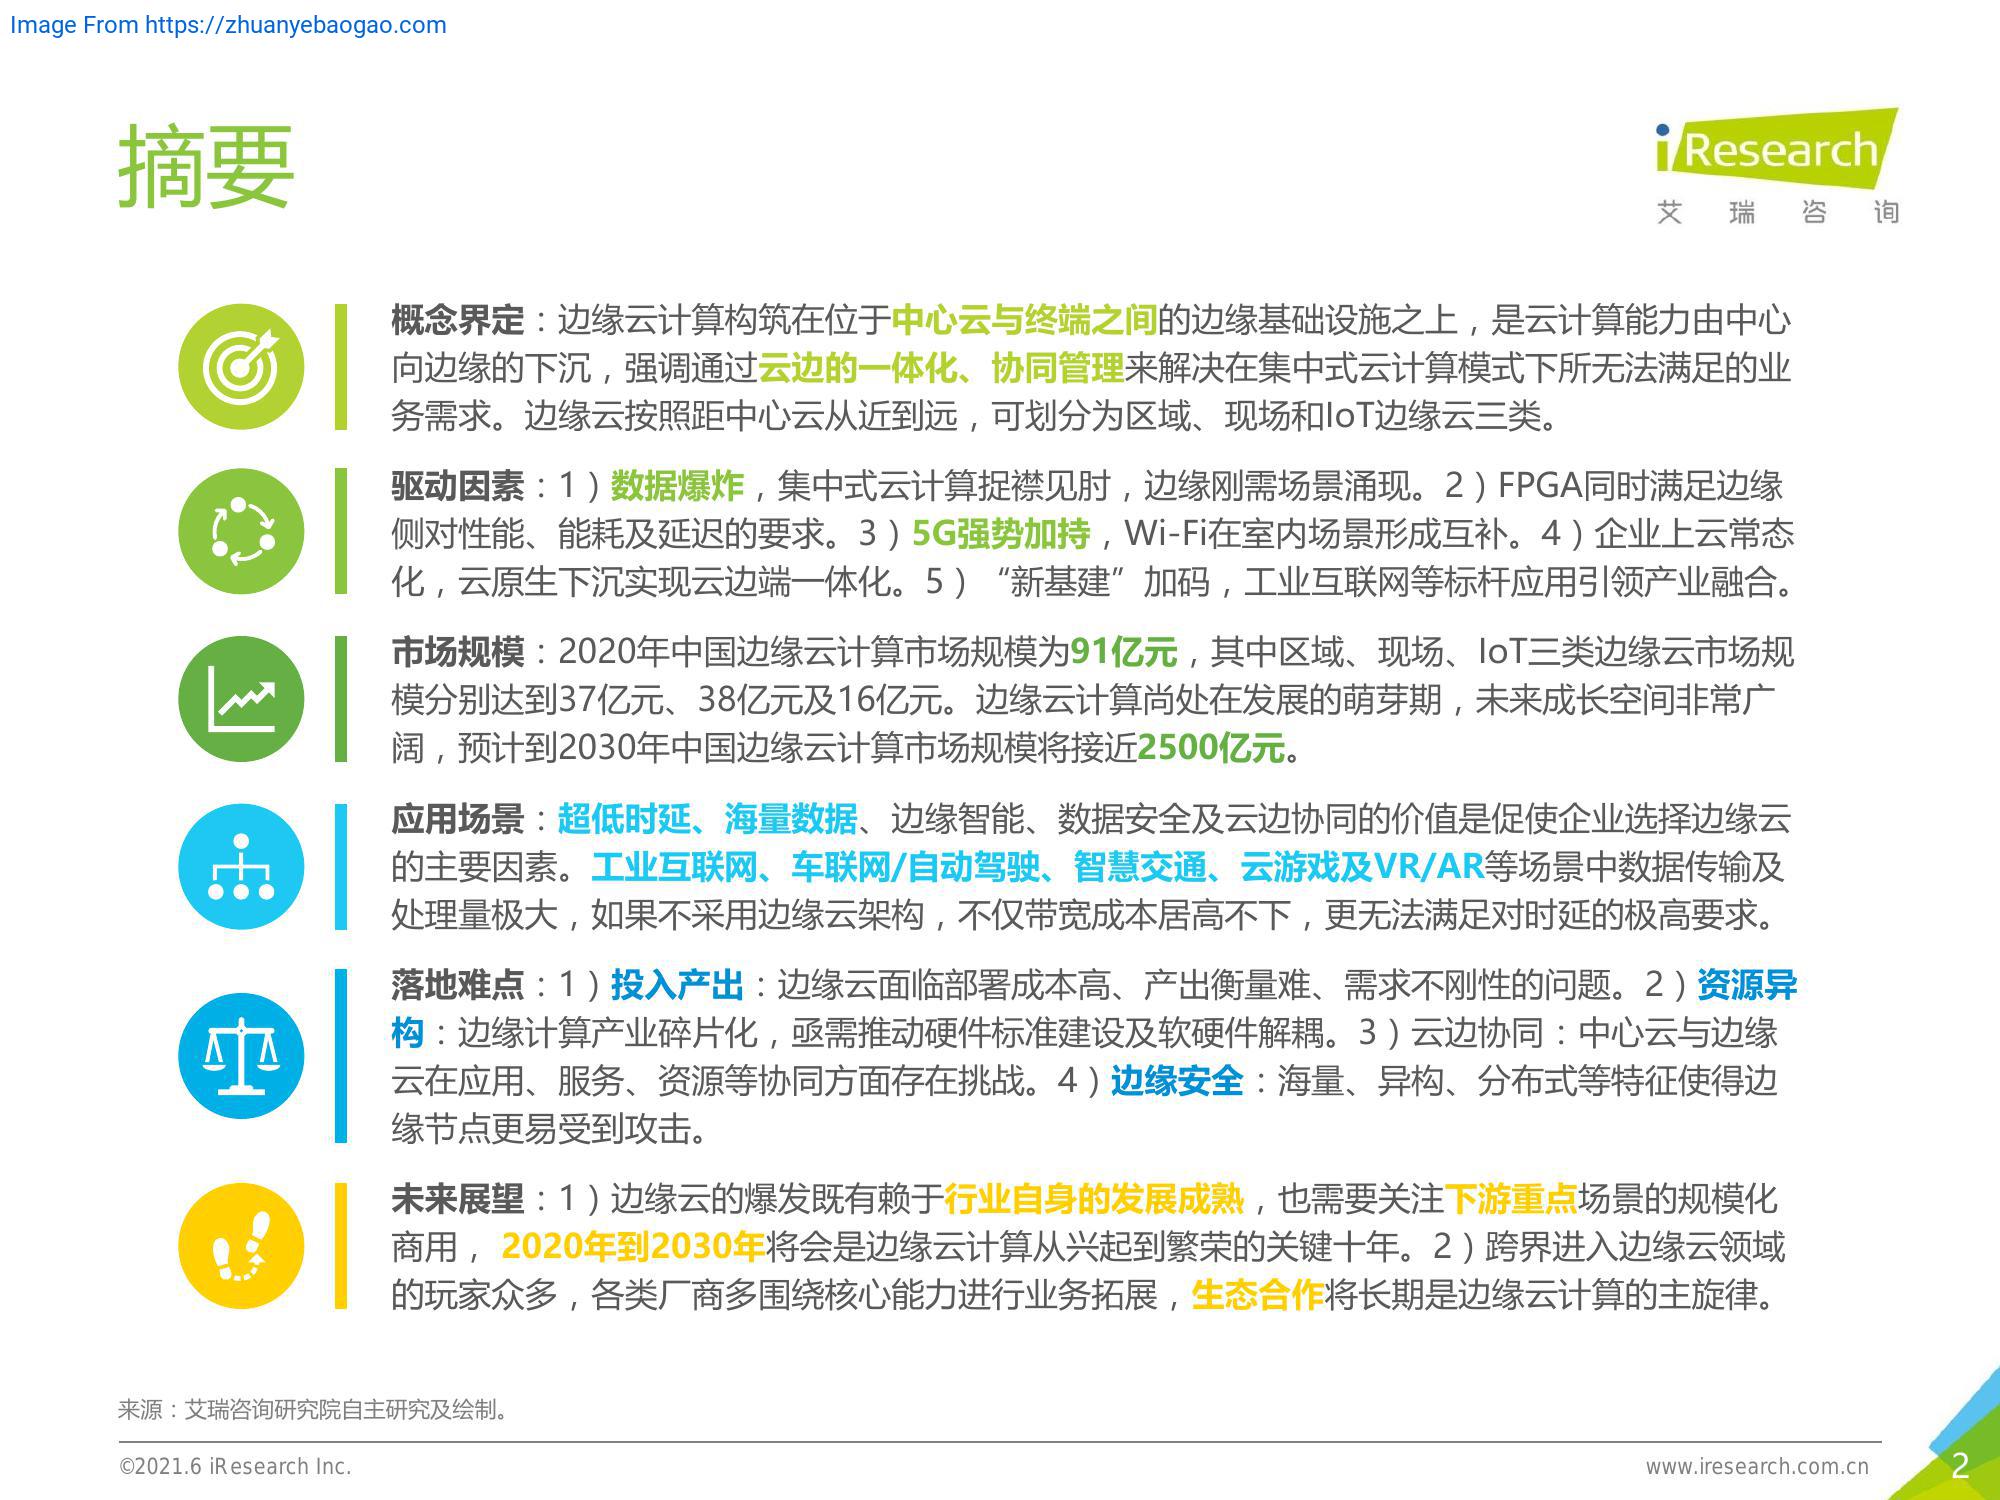 Image From https://zhuanyebaogao.com
摘要
iResearch
艾瑞咨询
概念界定：边缘云计算构筑在位于中心云与终端之间的边缘基础设施之上，是云计算能力由中心
向边缘的下沉，强调通过云边的一体化、协同管理来解决在集中式云计算模式下所无法满足的业
务需求。边缘云按照距中心云从近到远，可划分为区域、现场和IoT边缘云三类。
驱动因素：1）数据爆炸，集中式云计算捉襟见肘，边缘刚需场景涌现。2）FPGA同时满足边缘
侧对性能、能耗及延迟的要求。3）5G强势加持，Wi-Fi在室内场景形成互补。4）企业上云常态
化，云原生下沉实现云边端一体化。5）“新基建”加码，工业互联网等标杆应用引领产业融合。
市场规模：2020年中国边缘云计算市场规模为91亿元，其中区域、现场、IoT三类边缘云市场规
模分别达到37亿元、38亿元及16亿元。边缘云计算尚处在发展的萌芽期，未来成长空间非常广
阔，预计到2030年中国边缘云计算市场规模将接近2500亿元。
应用场景：超低时延、海量数据、边缘智能、数据安全及云边协同的价值是促使企业选择边缘云
的主要因素。工业互联网、车联网/自动驾驶、智慧交通、云游戏及VR/AR等场景中数据传输及
处理量极大，如果不采用边缘云架构，不仅带宽成本居高不下，更无法满足对时延的极高要求。
落地难点：1）投入产出：边缘云面临部署成本高、产出衡量难、需求不刚性的问题。2）资源异
构：边缘计算产业碎片化，亟需推动硬件标准建设及软硬件解耦。3）云边协同：中心云与边缘
云在应用、服务、资源等协同方面存在挑战。4）边缘安全：海量、异构、分布式等特征使得边
缘节点更易受到攻击。
未来展望：1）边缘云的爆发既有赖于行业自身的发展成熟，也需要关注下游重点场景的规模化
商用， 2020年到2030年将会是边缘云计算从兴起到繁荣的关键十年。2）跨界进入边缘云领域
的玩家众多，各类厂商多围绕核心能力进行业务拓展，生态合作将长期是边缘云计算的主旋律。
来源：艾瑞咨询研究院自主研究及绘制。
©2021.6 iResearch Inc.
www.iresearch.com.cn
2